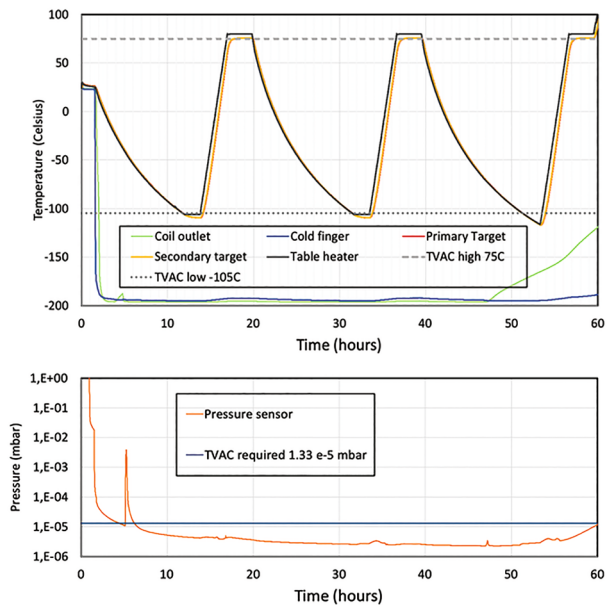 100
50
0
-50
-100
-150
-200
Temperature (Celsius)
Coil outlet Cold finger Primary Target
Secondary target Table heater TVAC high 75C
TVAC low -105C
0 10 20 30 40 50 60
Time (hours)
1,E+00
1,E-01
1,E-02
1,E-03
1,E-04
1,E-05
1,E-06
Pressure (mbar)
Pressure sensor
TVAC required 1.33 e-5 mbar
0 10 20 30 40 50 60
Time (hours)